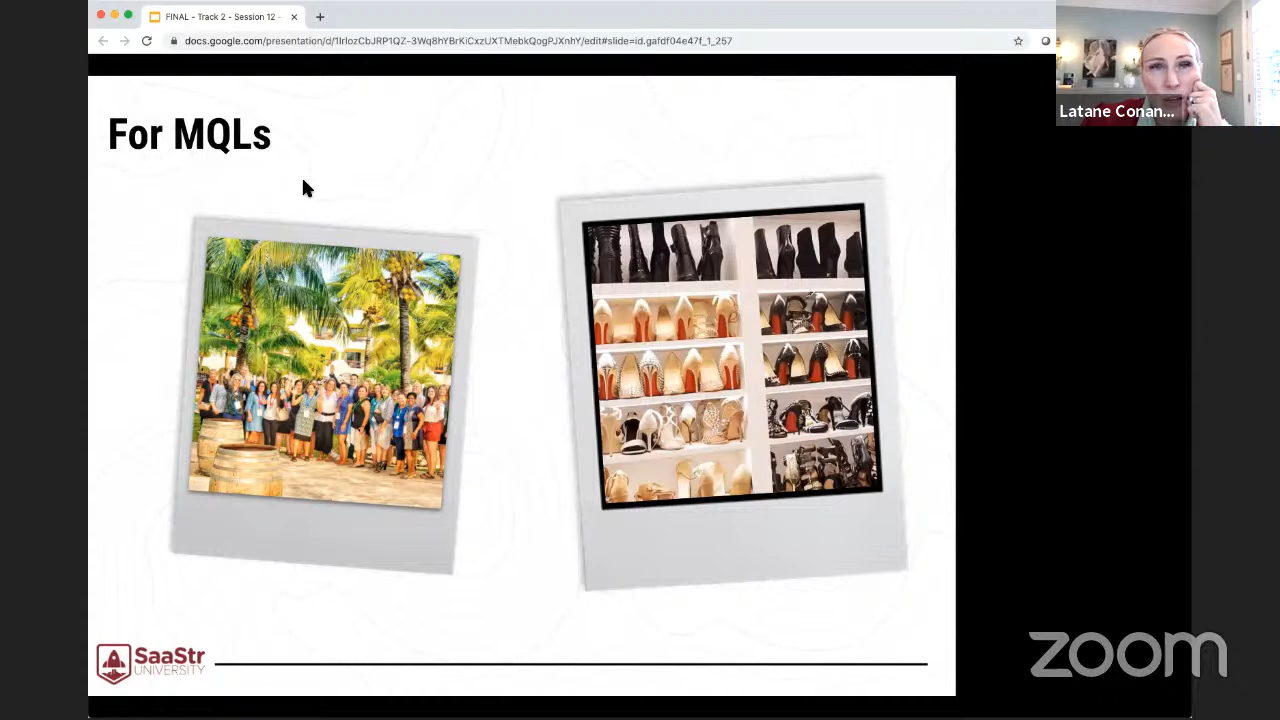 FINAL - Track 2 - Session 12 -
docs.google.com/presentation/d/1IrlozCbJRP1QZ-3Wq8hYBrKiCxzUXTMebkQogPJXnhY/edit#slide=id.gafdf04e47f_1_257
Latane Conan...
For MQLs
SaaStr
UNIVERSITY
zoom